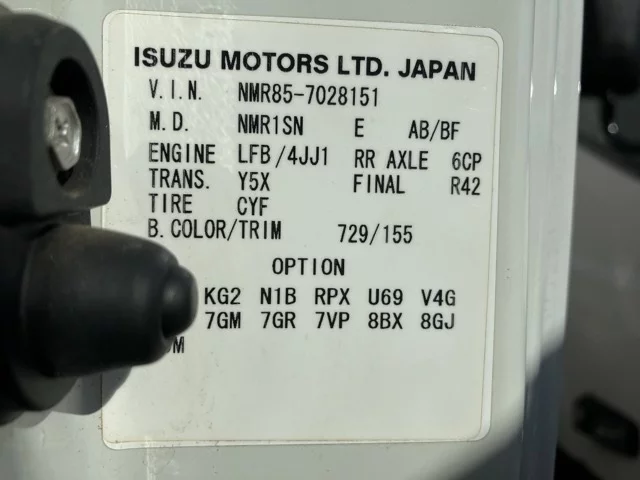 ISUZU MOTORS LTD. JAPAN
V.I.N. NMR85-7028151
M.D. NMR1SN E AB/BF
ENGINE LFB/4JJ1 RR AXLE 6CP
TRANS. Y5X FINAL R42
TIRE CYF
B.COLOR/TRIM 729/155
OPTION
KG2 N1B RPX U69 V4G
7GM 7GR 7VP 8BX 8GJ